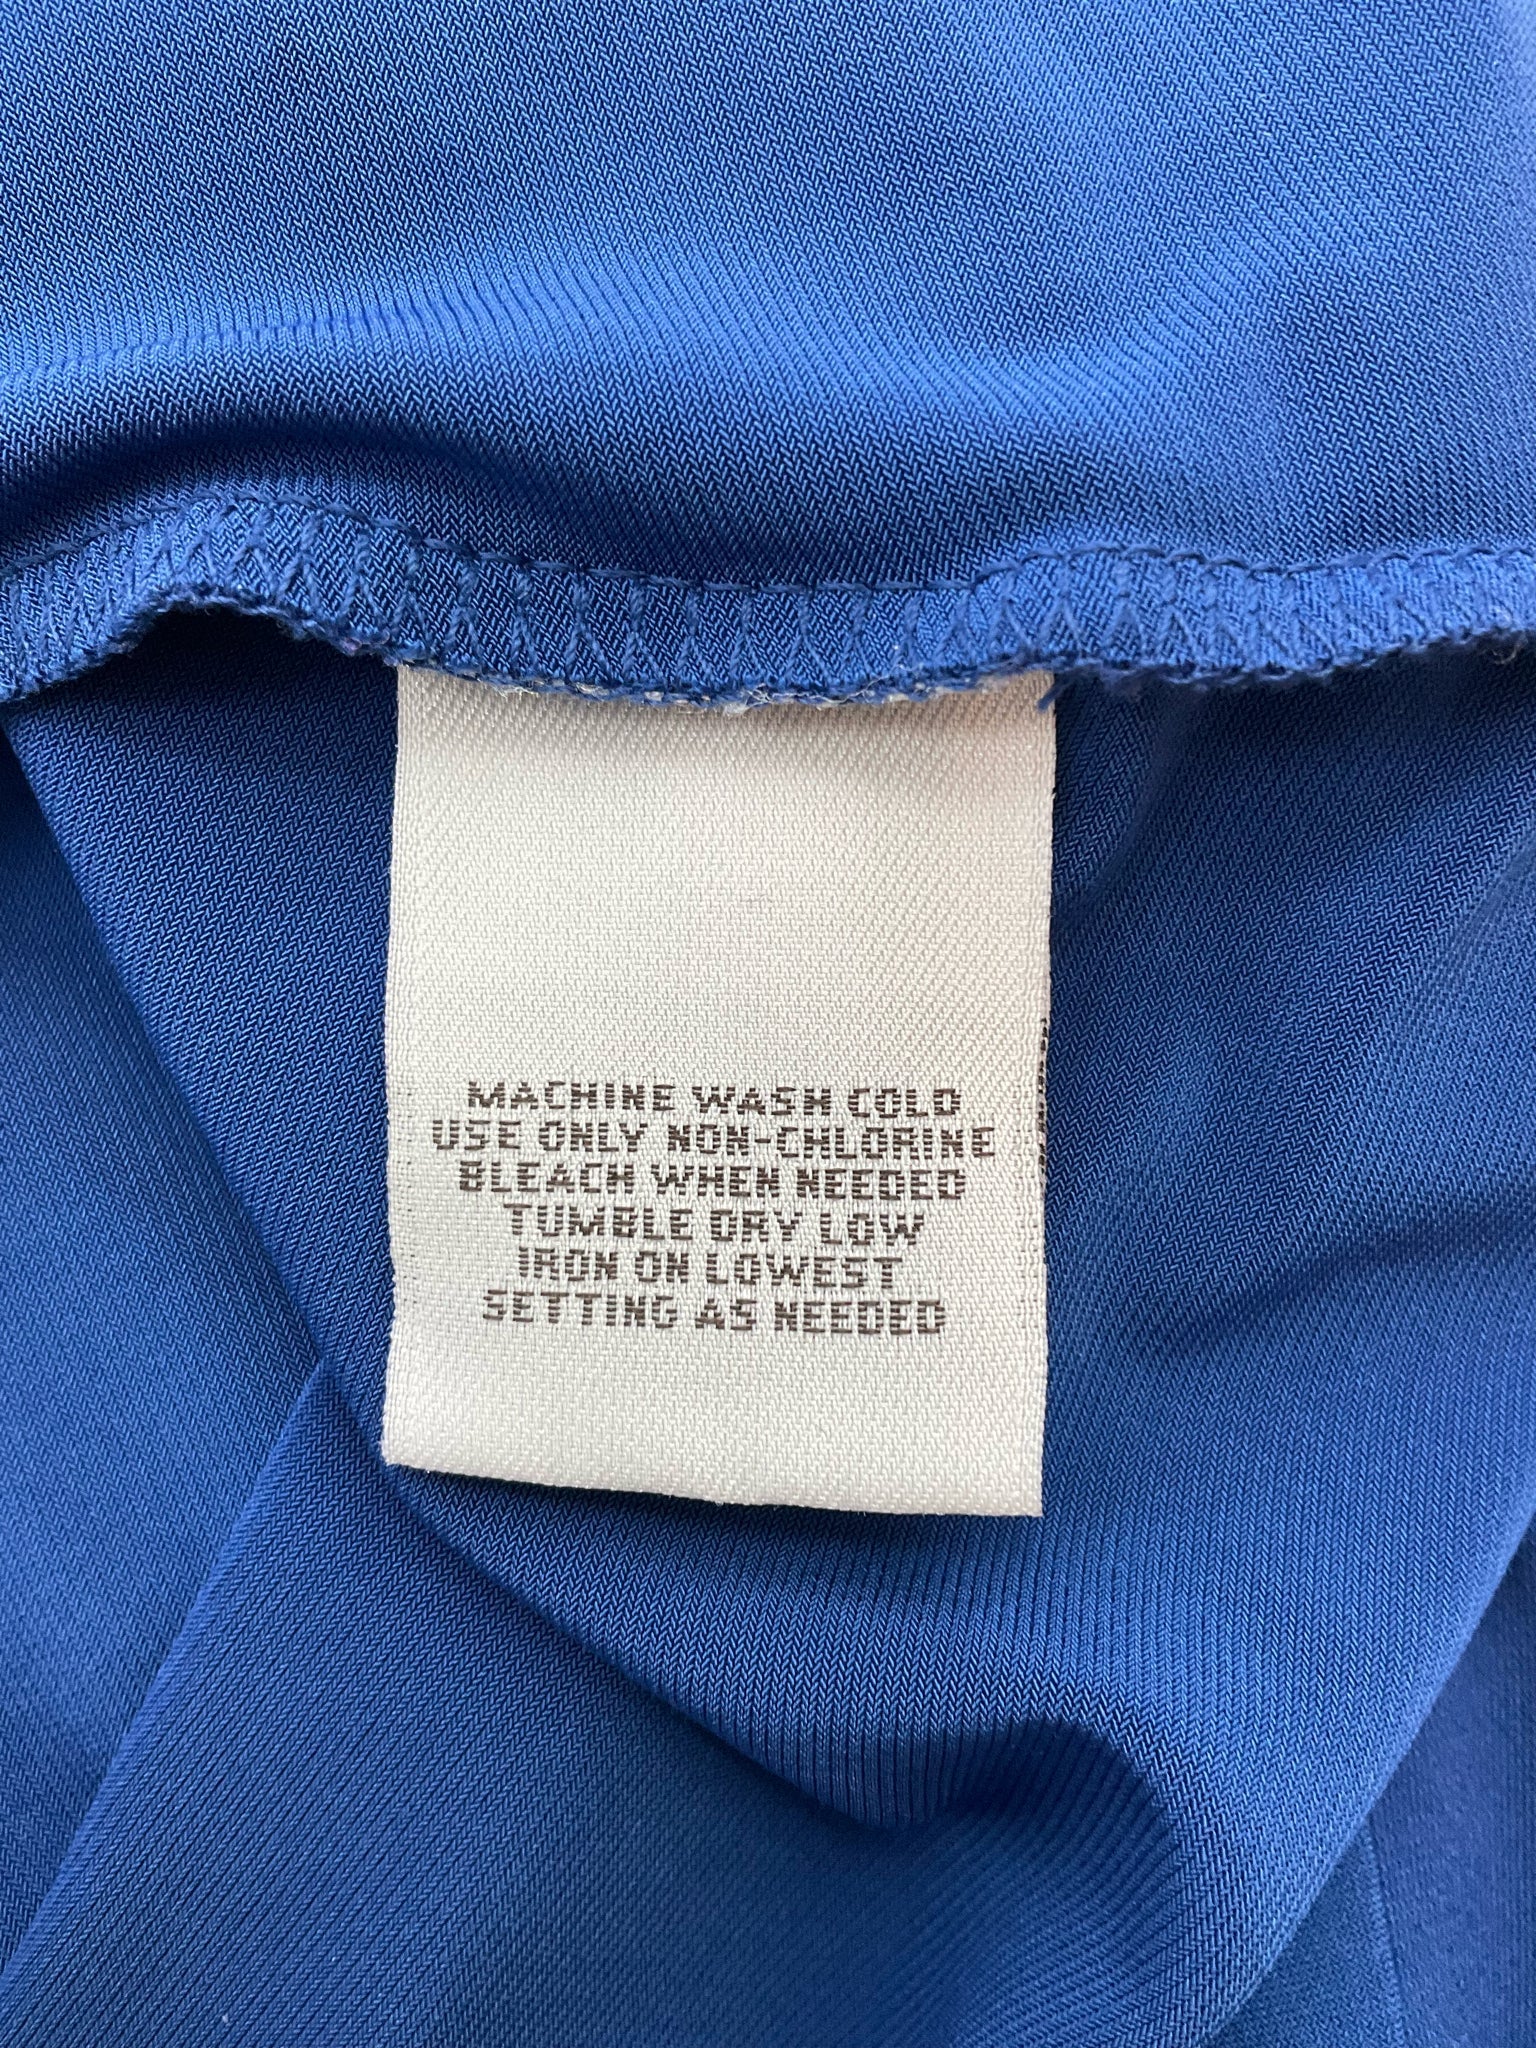 MACHINE WASH COLD
USE ONLY NON-CHLORINE
BLEACH WHEN NEEDED
TUMBLE DRY LOW
IRON ON LOWEST
SETTING AS NEEDED